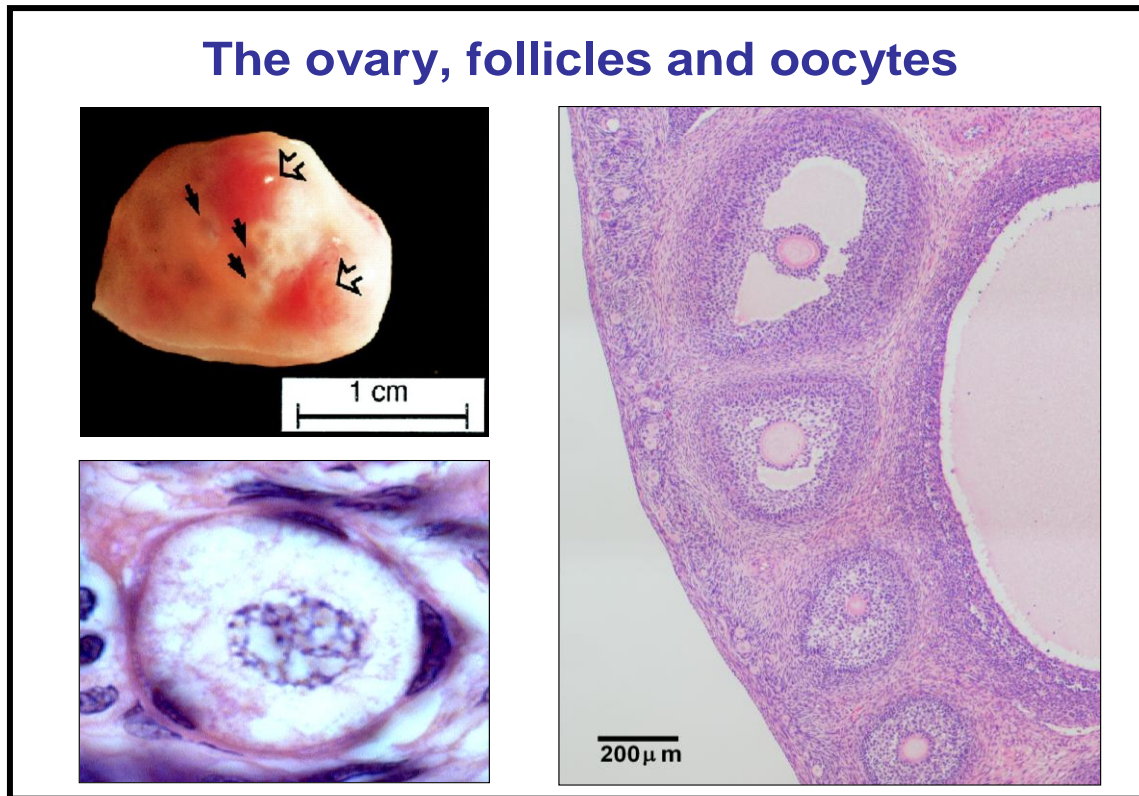 The ovary, follicles and oocytes
1 cm
200μm